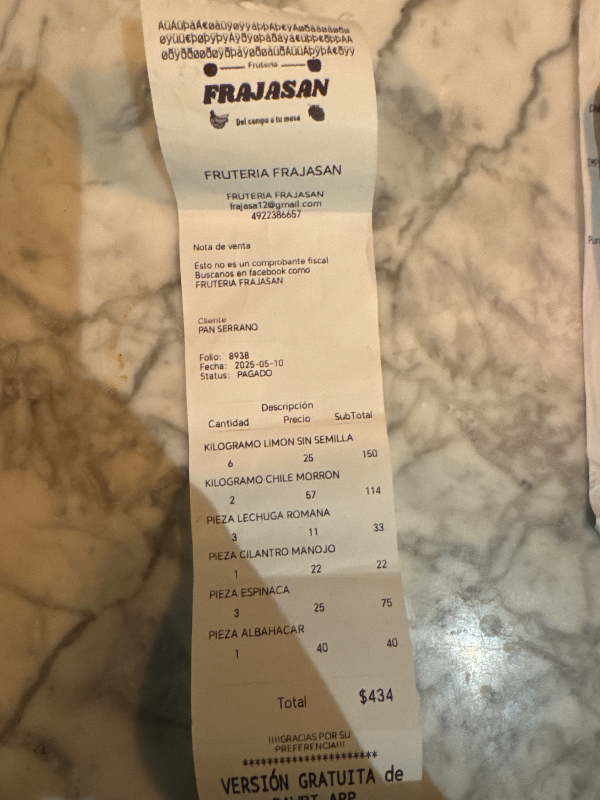 Frutería
FRAJASAN
Del campo a tu mesa
FRUTERIA FRAJASAN
FRUTERIA FRAJASAN
frajasa12@gmail.com
4922386657
Nota de venta
Esto no es un comprobante fiscal
Buscanos en facebook como
FRUTERIA FRAJASAN
Cliente
PAN SERRANO
Folio: 8938
Fecha: 2025-05-10
Status: PAGADO
Descripción
Cantidad Precio SubTotal
KILOGRAMO LIMON SIN SEMILLA
6 25 150
KILOGRAMO CHILE MORRON
2 57 114
PIEZA LECHUGA ROMANA
3 11 33
PIEZA CILANTRO MANOJO
1 22 22
PIEZA ESPINACA
3 25 75
PIEZA ALBAHACAR
1 40 40
Total $434
!!!!GRACIAS POR SU
PREFERENCIA!!!
**********************
VERSIÓN GRATUITA de